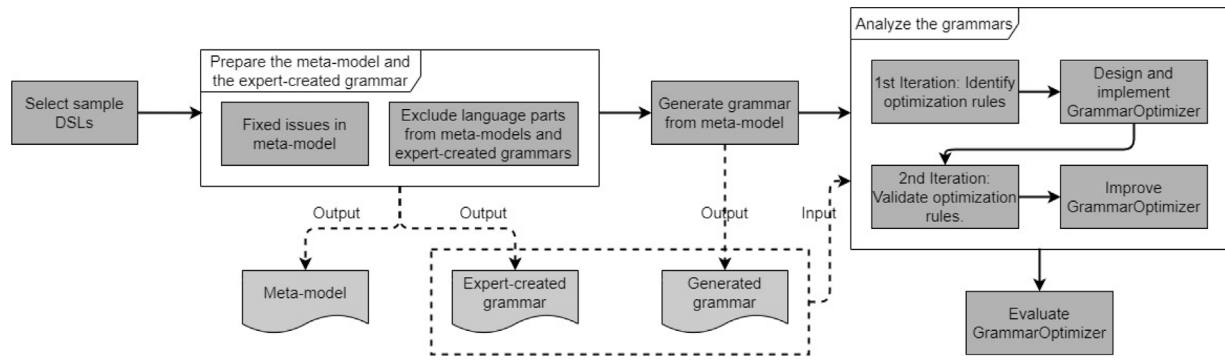 Select sample
DSLs
Prepare the meta-model and
the expert-created grammar
Fixed issues in
meta-model
Exclude language parts
from meta-models and
expert-created grammars
Generate grammar
from meta-model
Analyze the grammars
1st Iteration: Identify
optimization rules
Design and
implement
GrammarOptimizer
2nd Iteration:
Validate optimization
rules.
Improve
GrammarOptimizer
Output
Output
Output
Input
Meta-model
Expert-created
grammar
Generated
grammar
Evaluate
GrammarOptimizer